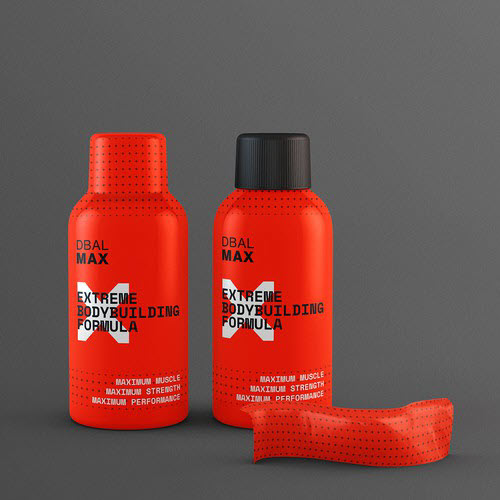 DBAL
MAX
X
EXTREME
BODYBUILDING
FORMULA
MAXIMUM MUSCLE
MAXIMUM STRENGTH
MAXIMUM PERFORMANCE
DBAL
MAX
X
EXTREME
BODYBUILDING
FORMULA
MAXIMUM MUSCLE
MAXIMUM STRENGTH
MAXIMUM PERFORMANCE